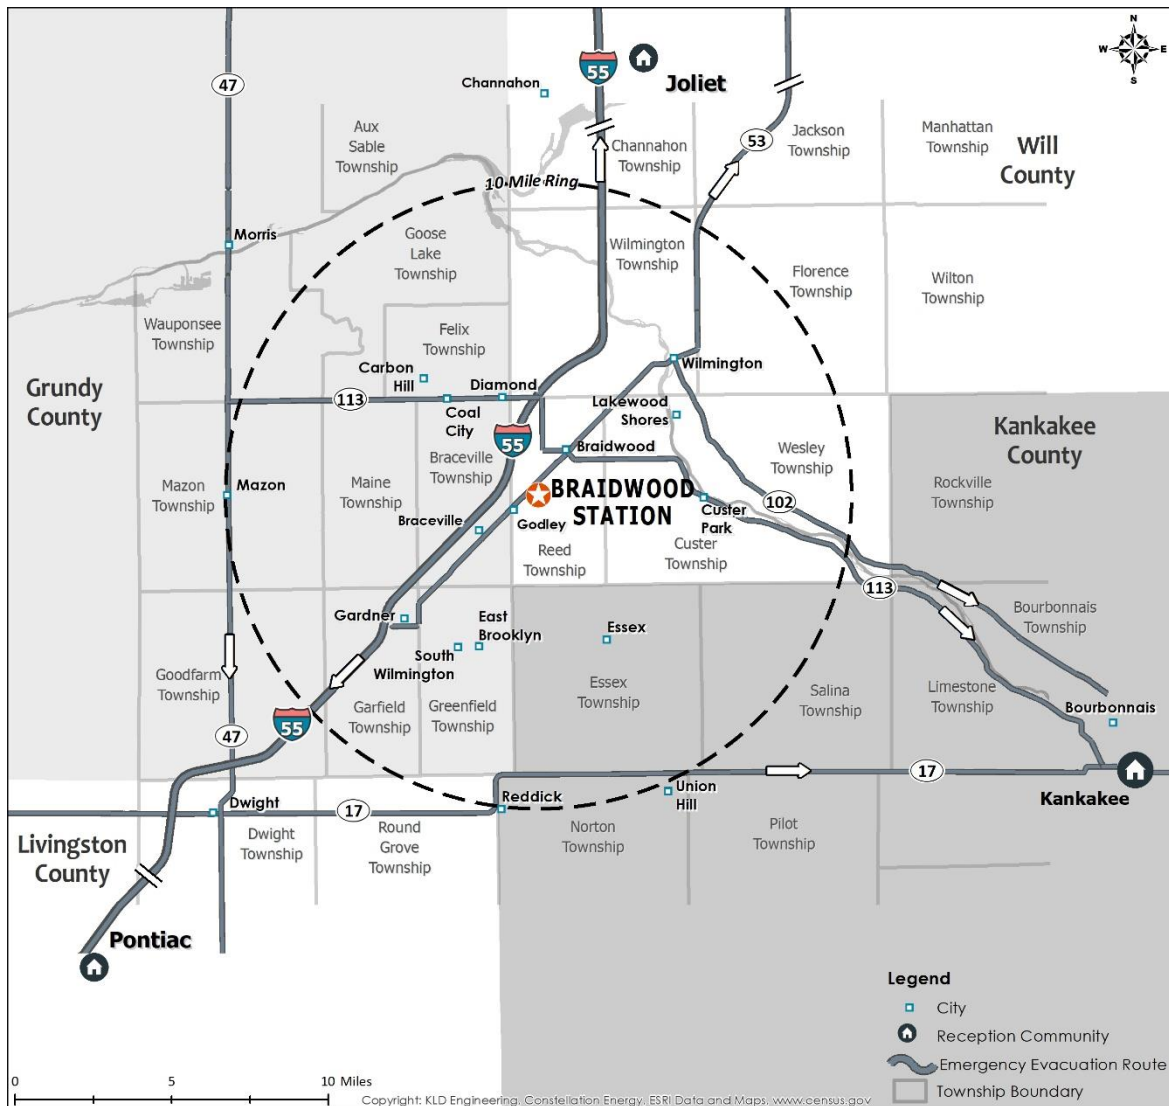 N
W
E
S
47
55
Joliet
Channahon
Aux
Sable
Township
Channahon
Township
53
Jackson
Township
Manhattan
Township
Will
County
10 Mile Ring
Morris
Goose
Lake
Township
Wilmington
Township
Florence
Township
Wilton
Township
Wauponsee
Township
Felix
Township
Carbon
Hill
Diamond
Wilmington
Grundy
County
113
Coal
City
Lakewood
Shores
Kankakee
County
55
Braidwood
Braceville
Township
Wesley
Township
Mazon
Township
Mazon
Maine
Township
BRAIDWOOD
STATION
Rockville
Township
Braceville
Godley
Custer
Park
102
Reed
Township
Custer
Township
113
Gardner
East
Brooklyn
Essex
Bourbonnais
Township
South
Wilmington
Goodfarm
Township
Garfield
Township
Greenfield
Township
Essex
Township
Salina
Township
Limestone
Township
Bourbonnais
55
47
17
Kankakee
Dwight
17
Reddick
Union
Hill
Livingston
County
Dwight
Township
Round
Grove
Township
Norton
Township
Pilot
Township
Pontiac
Legend
City
Reception Community
Emergency Evacuation Route
Township Boundary
0 5 10 Miles
Copyright: KLD Engineering, Constellation Energy, ESRI Data and Maps, www.census.gov